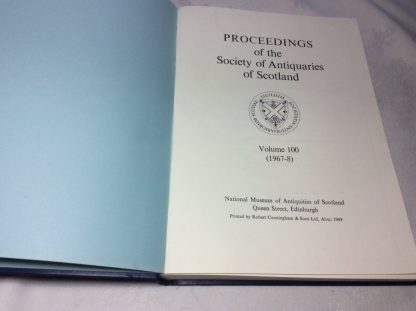 PROCEEDINGS
of the
Society of Antiquaries
of Scotland
Volume 100
(1967-8)
National Museum of Antiquities of Scotland
Queen Street, Edinburgh
Printed by Robert Cunningham & Sons Ltd, Alva: 1969